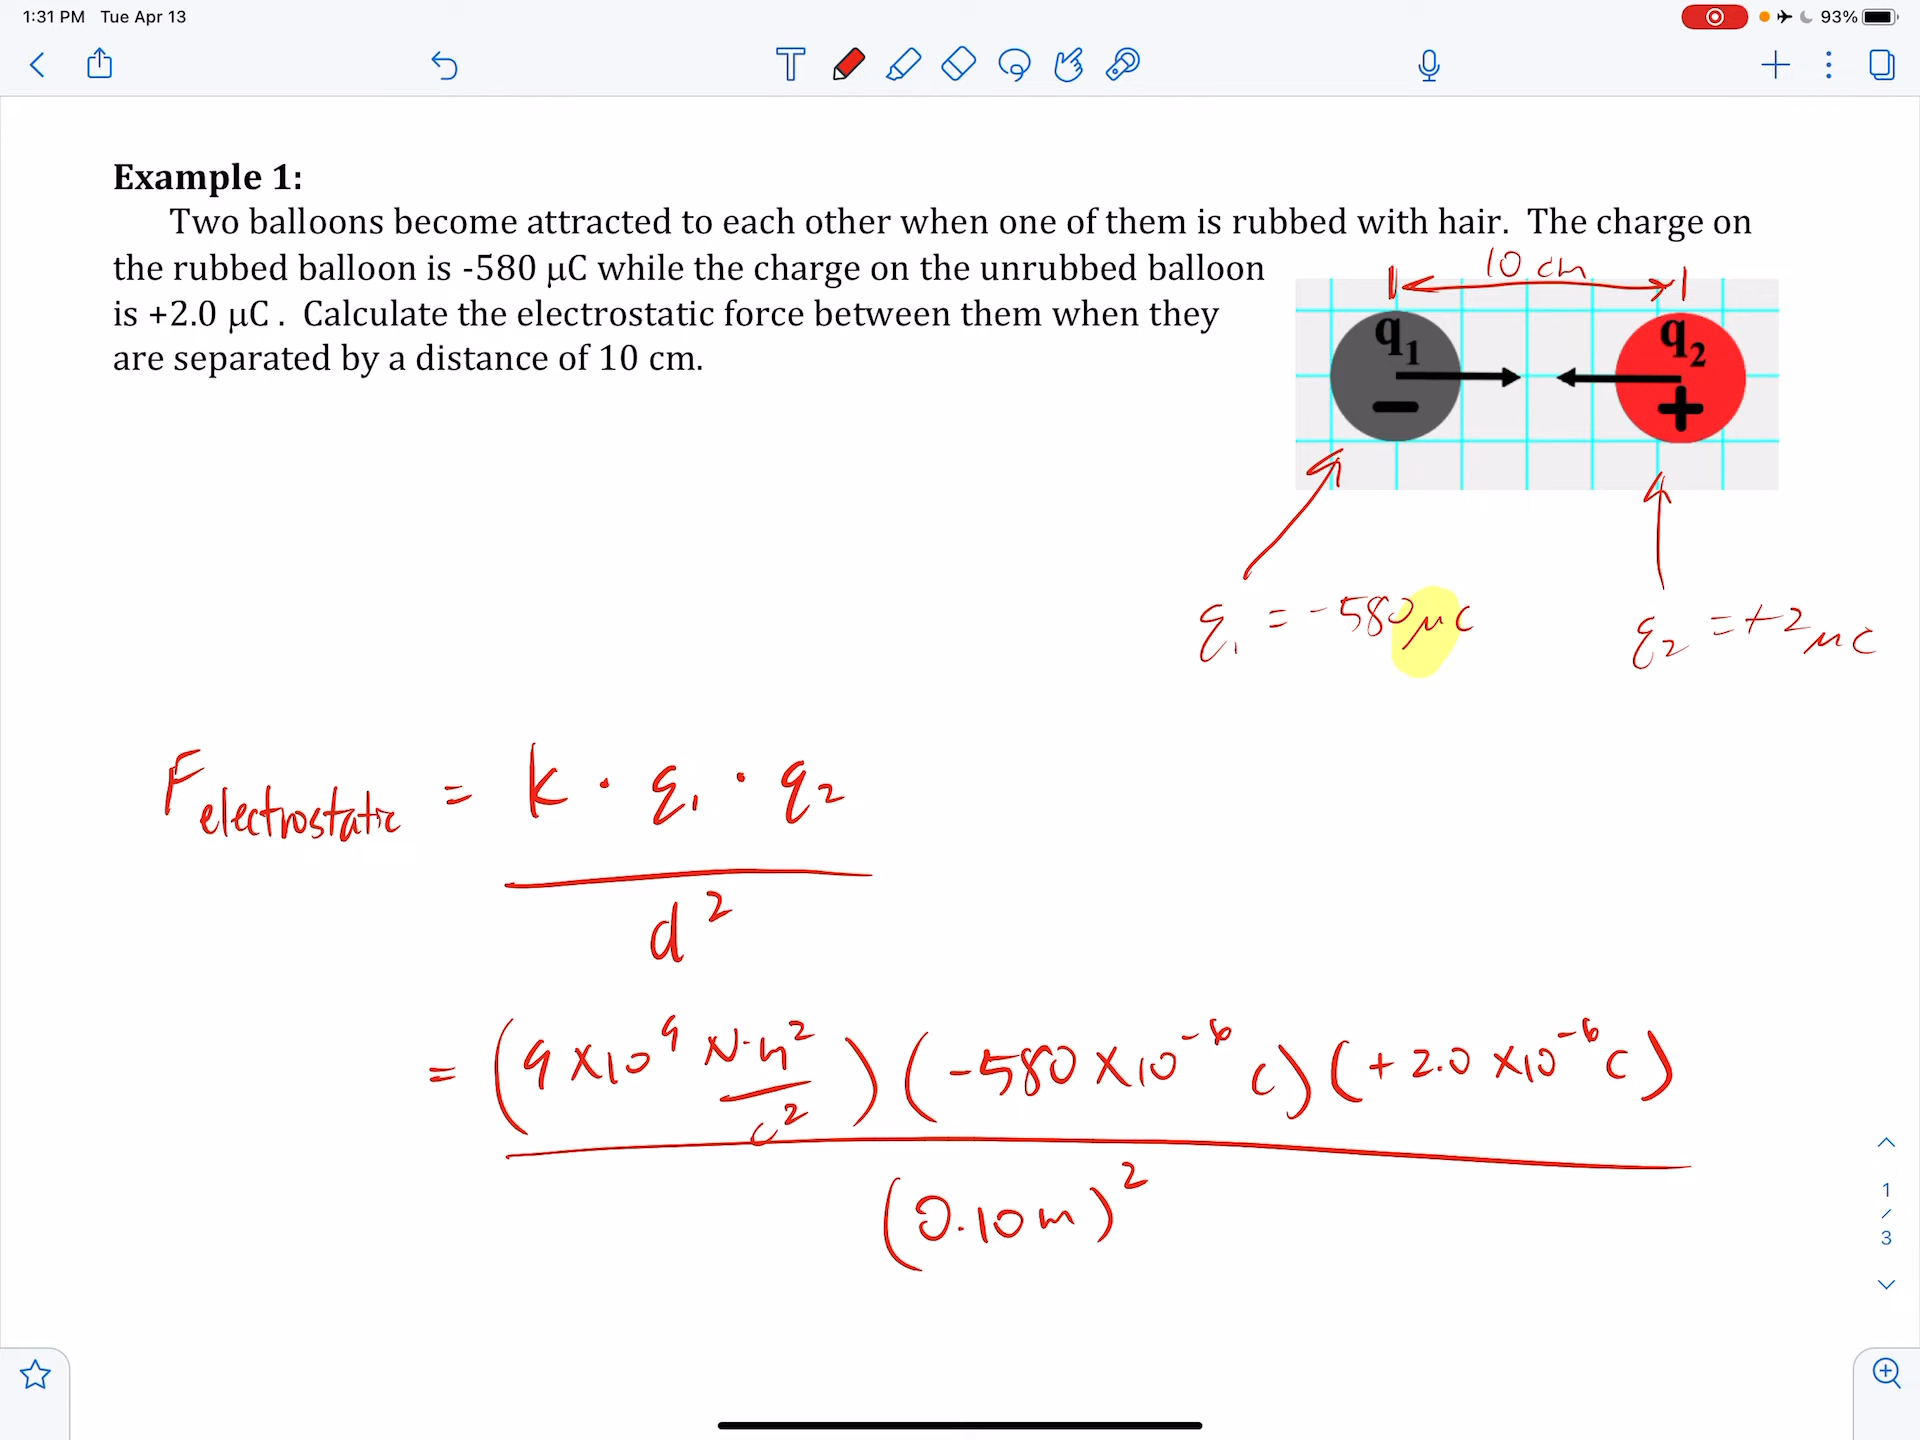 1:31 PM Tue Apr 13
93%
T
Example 1:
Two balloons become attracted to each other when one of them is rubbed with hair. The charge on
the rubbed balloon is -580 μC while the charge on the unrubbed balloon
is +2.0 μC . Calculate the electrostatic force between them when they
are separated by a distance of 10 cm.
10 cm
q₁
q₂
−
+
q₁ = -580 μC
q₂ = +2 μC
F electrostatic = k · q₁ · q₂
d²
= (9 X10⁹ N·m² / C²) (-580 X10⁻⁶ C) (+2.0 X10⁻⁶ C)
(0.10 m)²
1
/
3